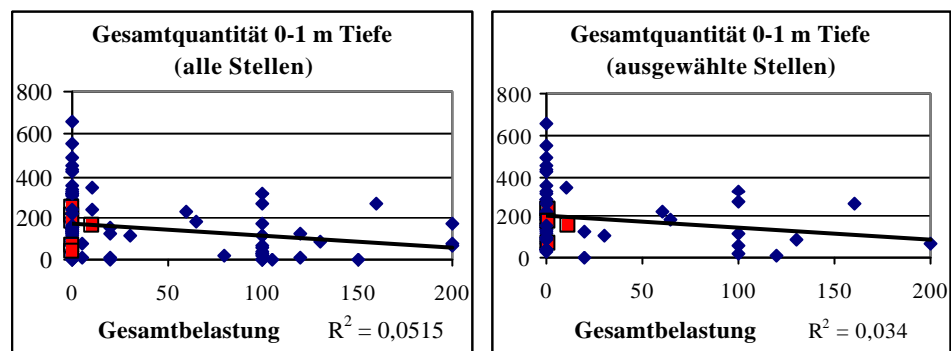 Gesamtquantität 0-1 m Tiefe
(alle Stellen)
800
600
400
200
0
0 50 100 150 200
Gesamtbelastung R² = 0,0515
Gesamtquantität 0-1 m Tiefe
(ausgewählte Stellen)
800
600
400
200
0
0 50 100 150 200
Gesamtbelastung R² = 0,034